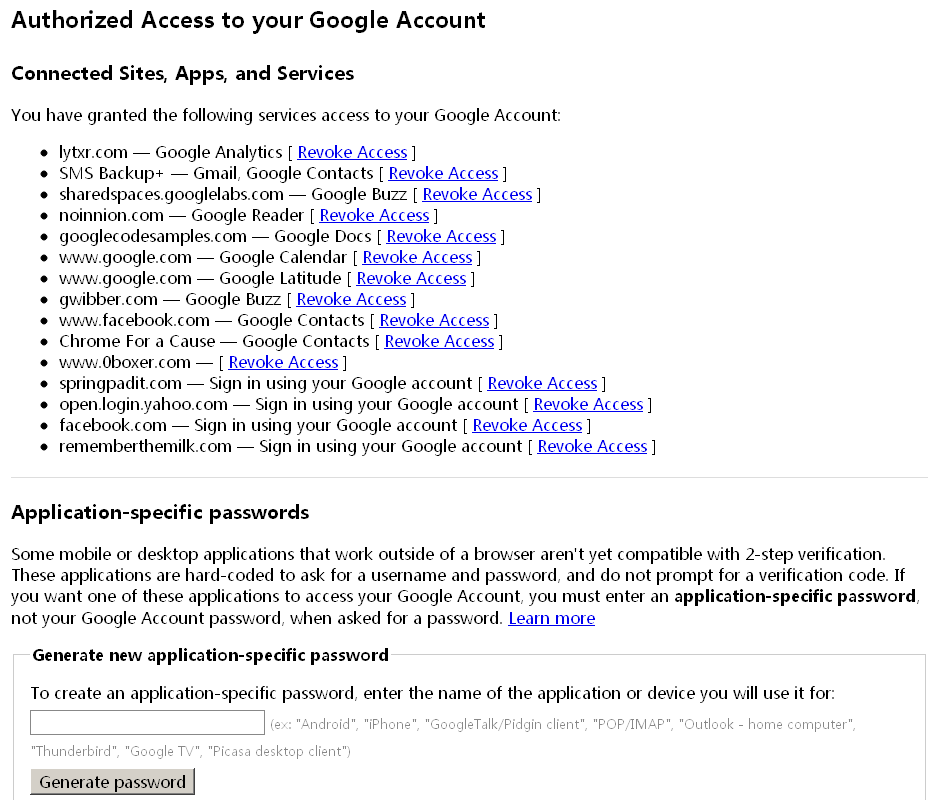 Authorized Access to your Google Account
Connected Sites, Apps, and Services
You have granted the following services access to your Google Account:
• lytxr.com — Google Analytics [ Revoke Access ]
• SMS Backup+ — Gmail, Google Contacts [ Revoke Access ]
• sharedspaces.googlelabs.com — Google Buzz [ Revoke Access ]
• noinnion.com — Google Reader [ Revoke Access ]
• googlecodesamples.com — Google Docs [ Revoke Access ]
• www.google.com — Google Calendar [ Revoke Access ]
• www.google.com — Google Latitude [ Revoke Access ]
• gwibber.com — Google Buzz [ Revoke Access ]
• www.facebook.com — Google Contacts [ Revoke Access ]
• Chrome For a Cause — Google Contacts [ Revoke Access ]
• www.0boxer.com — [ Revoke Access ]
• springpadit.com — Sign in using your Google account [ Revoke Access ]
• open.login.yahoo.com — Sign in using your Google account [ Revoke Access ]
• facebook.com — Sign in using your Google account [ Revoke Access ]
• rememberthemilk.com — Sign in using your Google account [ Revoke Access ]
Application-specific passwords
Some mobile or desktop applications that work outside of a browser aren't yet compatible with 2-step verification.
These applications are hard-coded to ask for a username and password, and do not prompt for a verification code. If
you want one of these applications to access your Google Account, you must enter an application-specific password,
not your Google Account password, when asked for a password. Learn more
Generate new application-specific password
To create an application-specific password, enter the name of the application or device you will use it for:
(ex: "Android", "iPhone", "GoogleTalk/Pidgin client", "POP/IMAP", "Outlook - home computer",
"Thunderbird", "Google TV", "Picasa desktop client")
Generate password